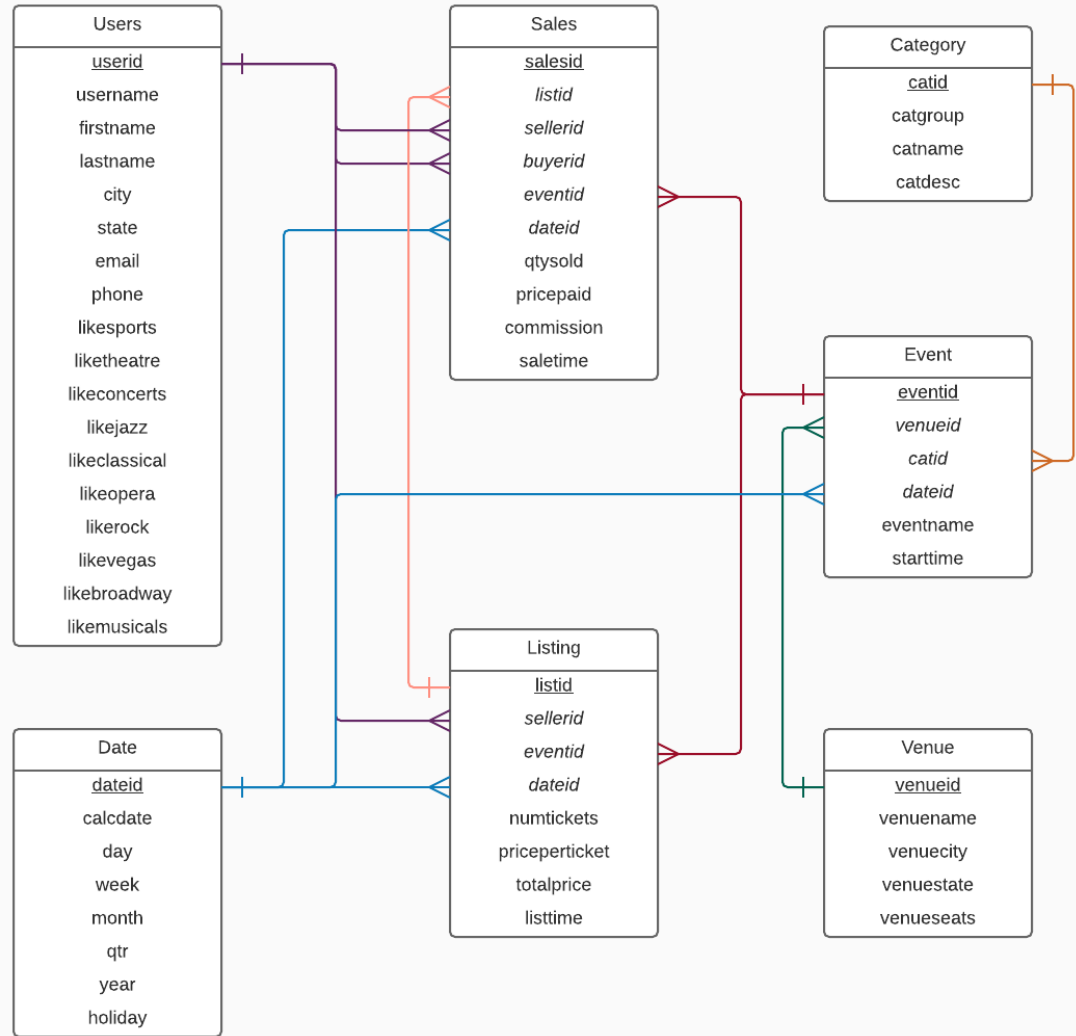 Users
userid
username
firstname
lastname
city
state
email
phone
likesports
liketheatre
likeconcerts
likejazz
likeclassical
likeopera
likerock
likevegas
likebroadway
likemusicals
Sales
salesid
listid
sellerid
buyerid
eventid
dateid
qtysold
pricepaid
commission
saletime
Category
catid
catgroup
catname
catdesc
Event
eventid
venueid
catid
dateid
eventname
starttime
Date
dateid
calcdate
day
week
month
qtr
year
holiday
Listing
listid
sellerid
eventid
dateid
numtickets
priceperticket
totalprice
listtime
Venue
venueid
venuename
venuecity
venuestate
venueseats